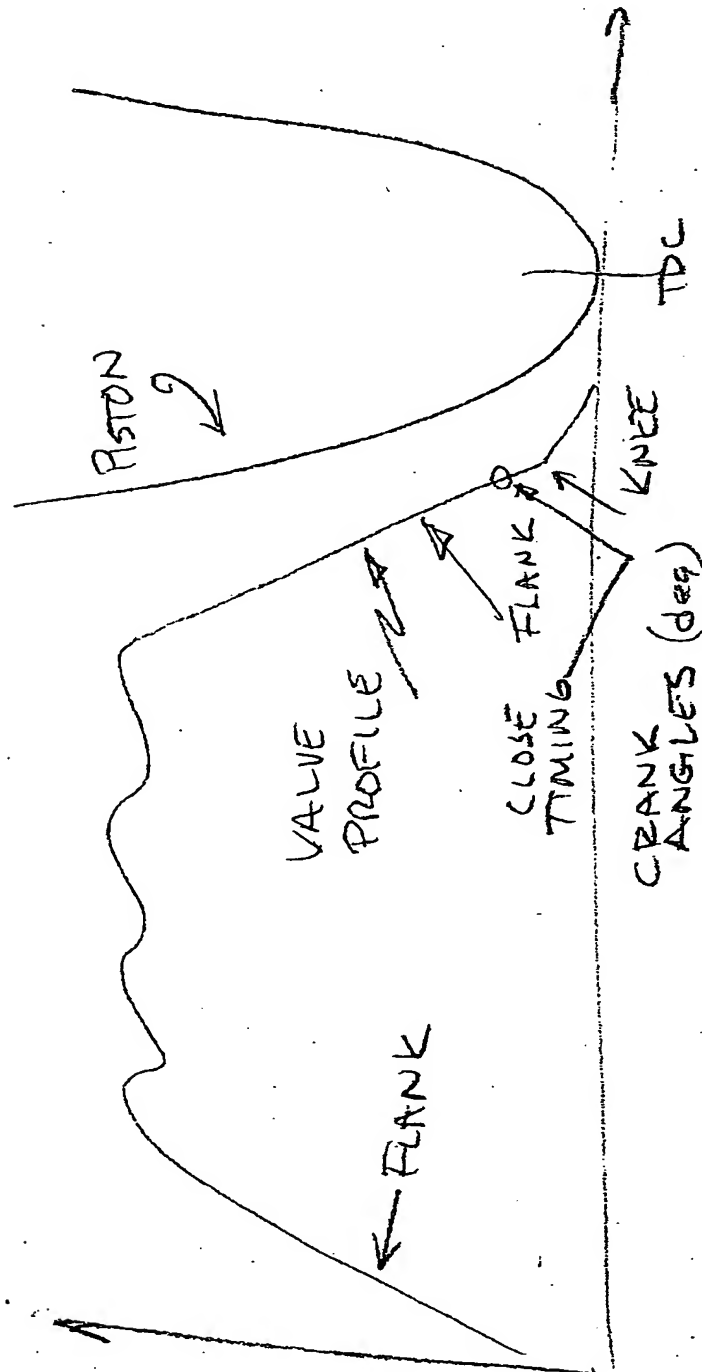 PISTON
VALVE
PROFILE
FLANK
FLANK
CLOSE
TIMING
KNEE
TDC
CRANK
ANGLES (deg)